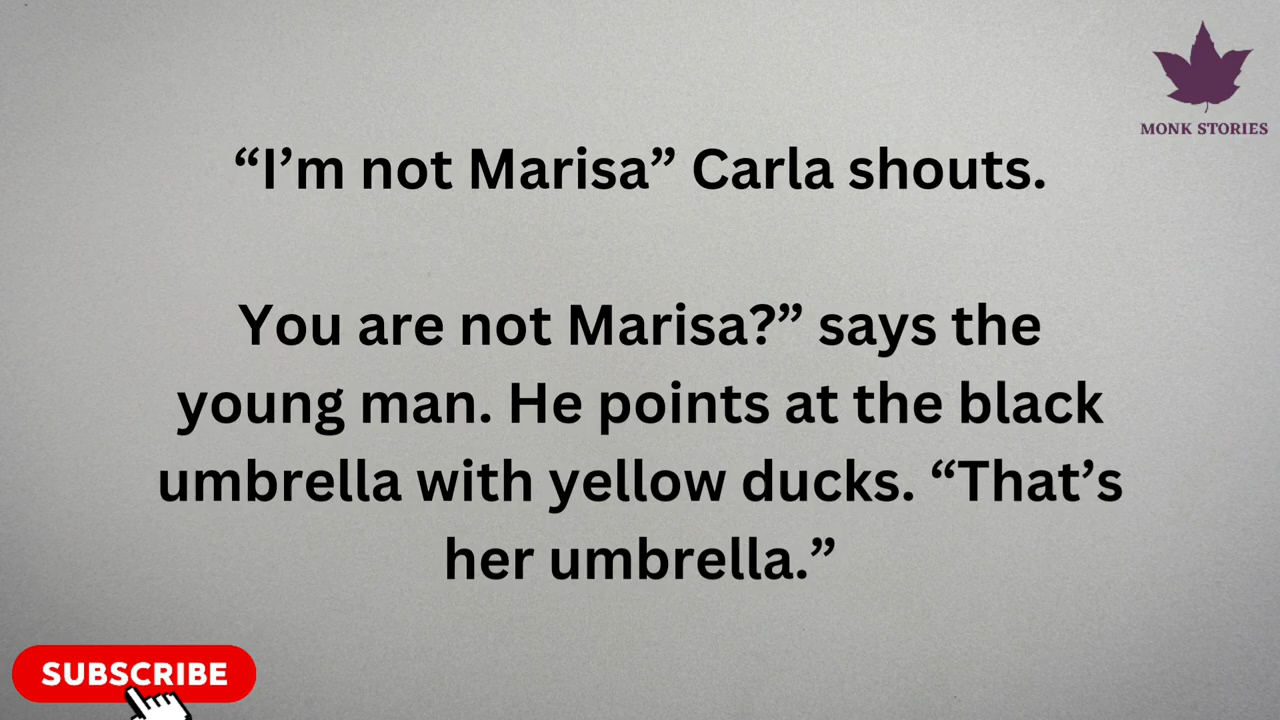 MONK STORIES
“I’m not Marisa” Carla shouts.
You are not Marisa?” says the
young man. He points at the black
umbrella with yellow ducks. “That’s
her umbrella.”
SUBSCRIBE